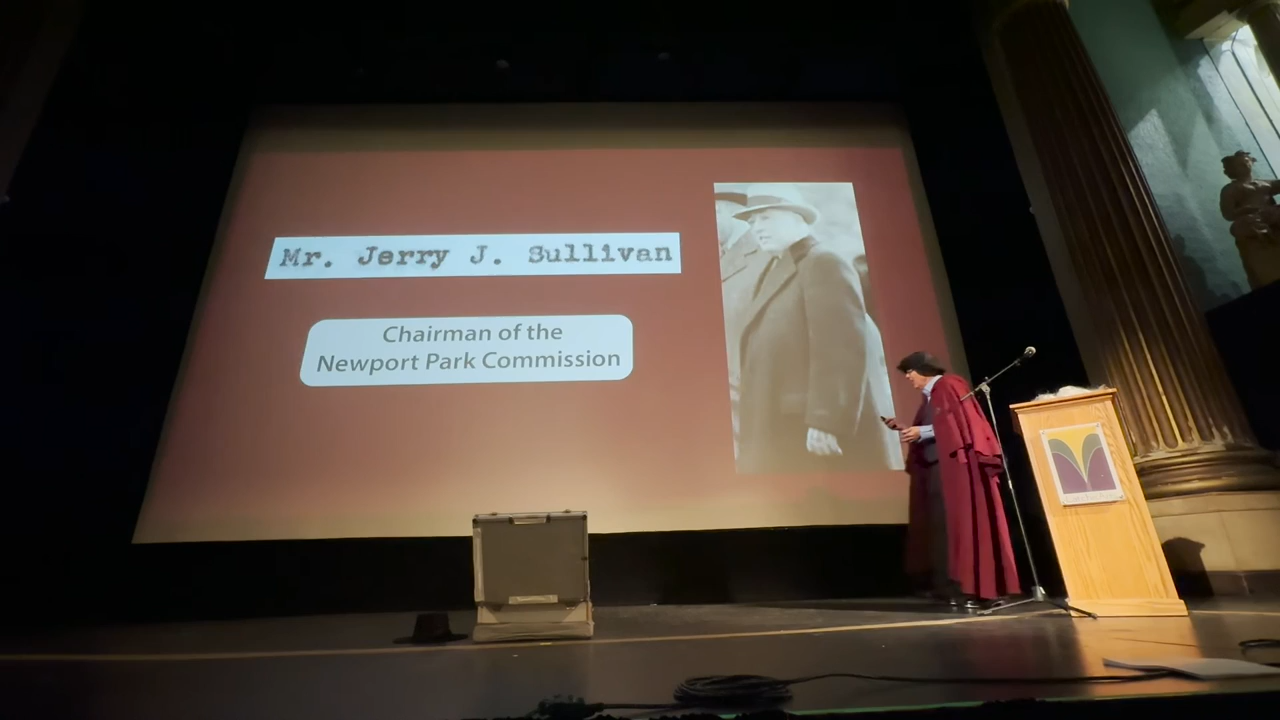 Mr. Jerry J. Sullivan
Chairman of the
Newport Park Commission